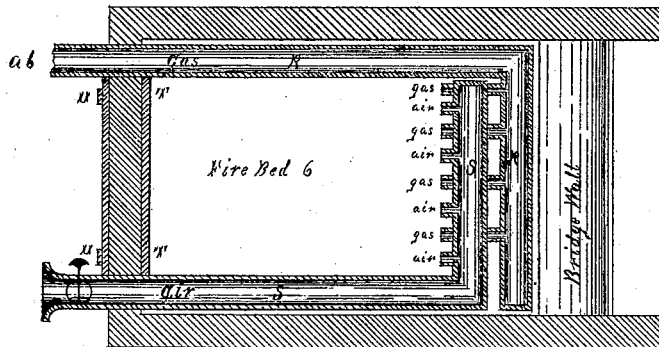 ab
gas R
gas
air
gas
air
gas
air
gas
air
Fire Bed 6
S
R
Bridge Wall
air S